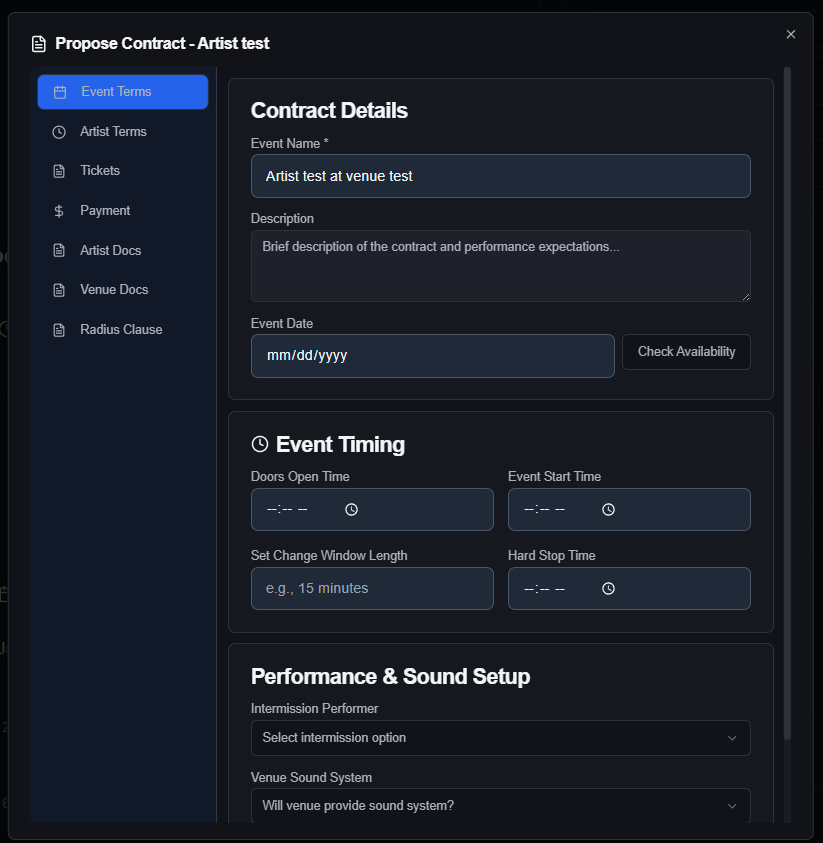 Propose Contract - Artist test
Event Terms
Artist Terms
Tickets
Payment
Artist Docs
Venue Docs
Radius Clause
Contract Details
Event Name *
Artist test at venue test
Description
Brief description of the contract and performance expectations...
Event Date
mm/dd/yyyy
Check Availability
Event Timing
Doors Open Time
Event Start Time
--:-- --
--:-- --
Set Change Window Length
Hard Stop Time
e.g., 15 minutes
--:-- --
Performance & Sound Setup
Intermission Performer
Select intermission option
Venue Sound System
Will venue provide sound system?